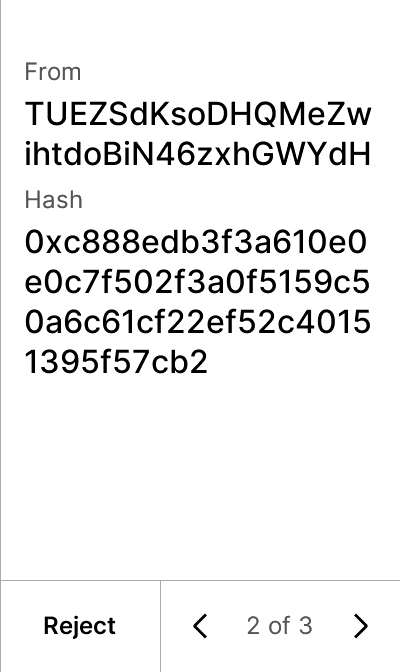 From
TUEZSdKsoDHQMeZw
ihtdoBiN46zxhGWYdH
Hash
0xc888edb3f3a610e0
e0c7f502f3a0f5159c5
0a6c61cf22ef52c4015
1395f57cb2
Reject
2 of 3